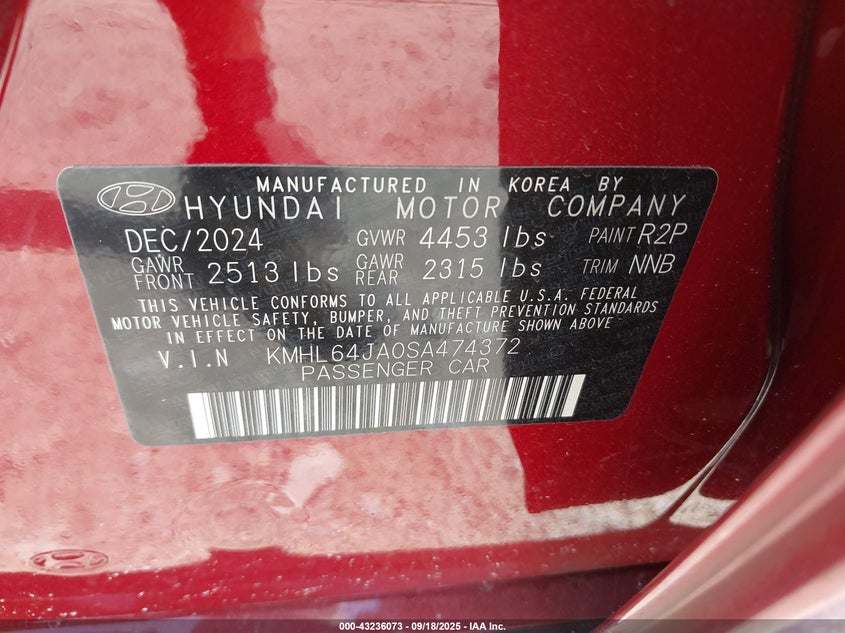 MANUFACTURED IN KOREA BY
HYUNDAI MOTOR COMPANY
DEC/2024 GVWR 4453 lbs PAINT R2P
GAWR FRONT 2513 lbs GAWR REAR 2315 lbs TRIM NNB
THIS VEHICLE CONFORMS TO ALL APPLICABLE U.S.A. FEDERAL
MOTOR VEHICLE SAFETY, BUMPER, AND THEFT PREVENTION STANDARDS
IN EFFECT ON THE DATE OF MANUFACTURE SHOWN ABOVE
V.I.N KMHL64JA0SA474372
PASSENGER CAR
000-43236073 - 09/18/2025 - IAA Inc.